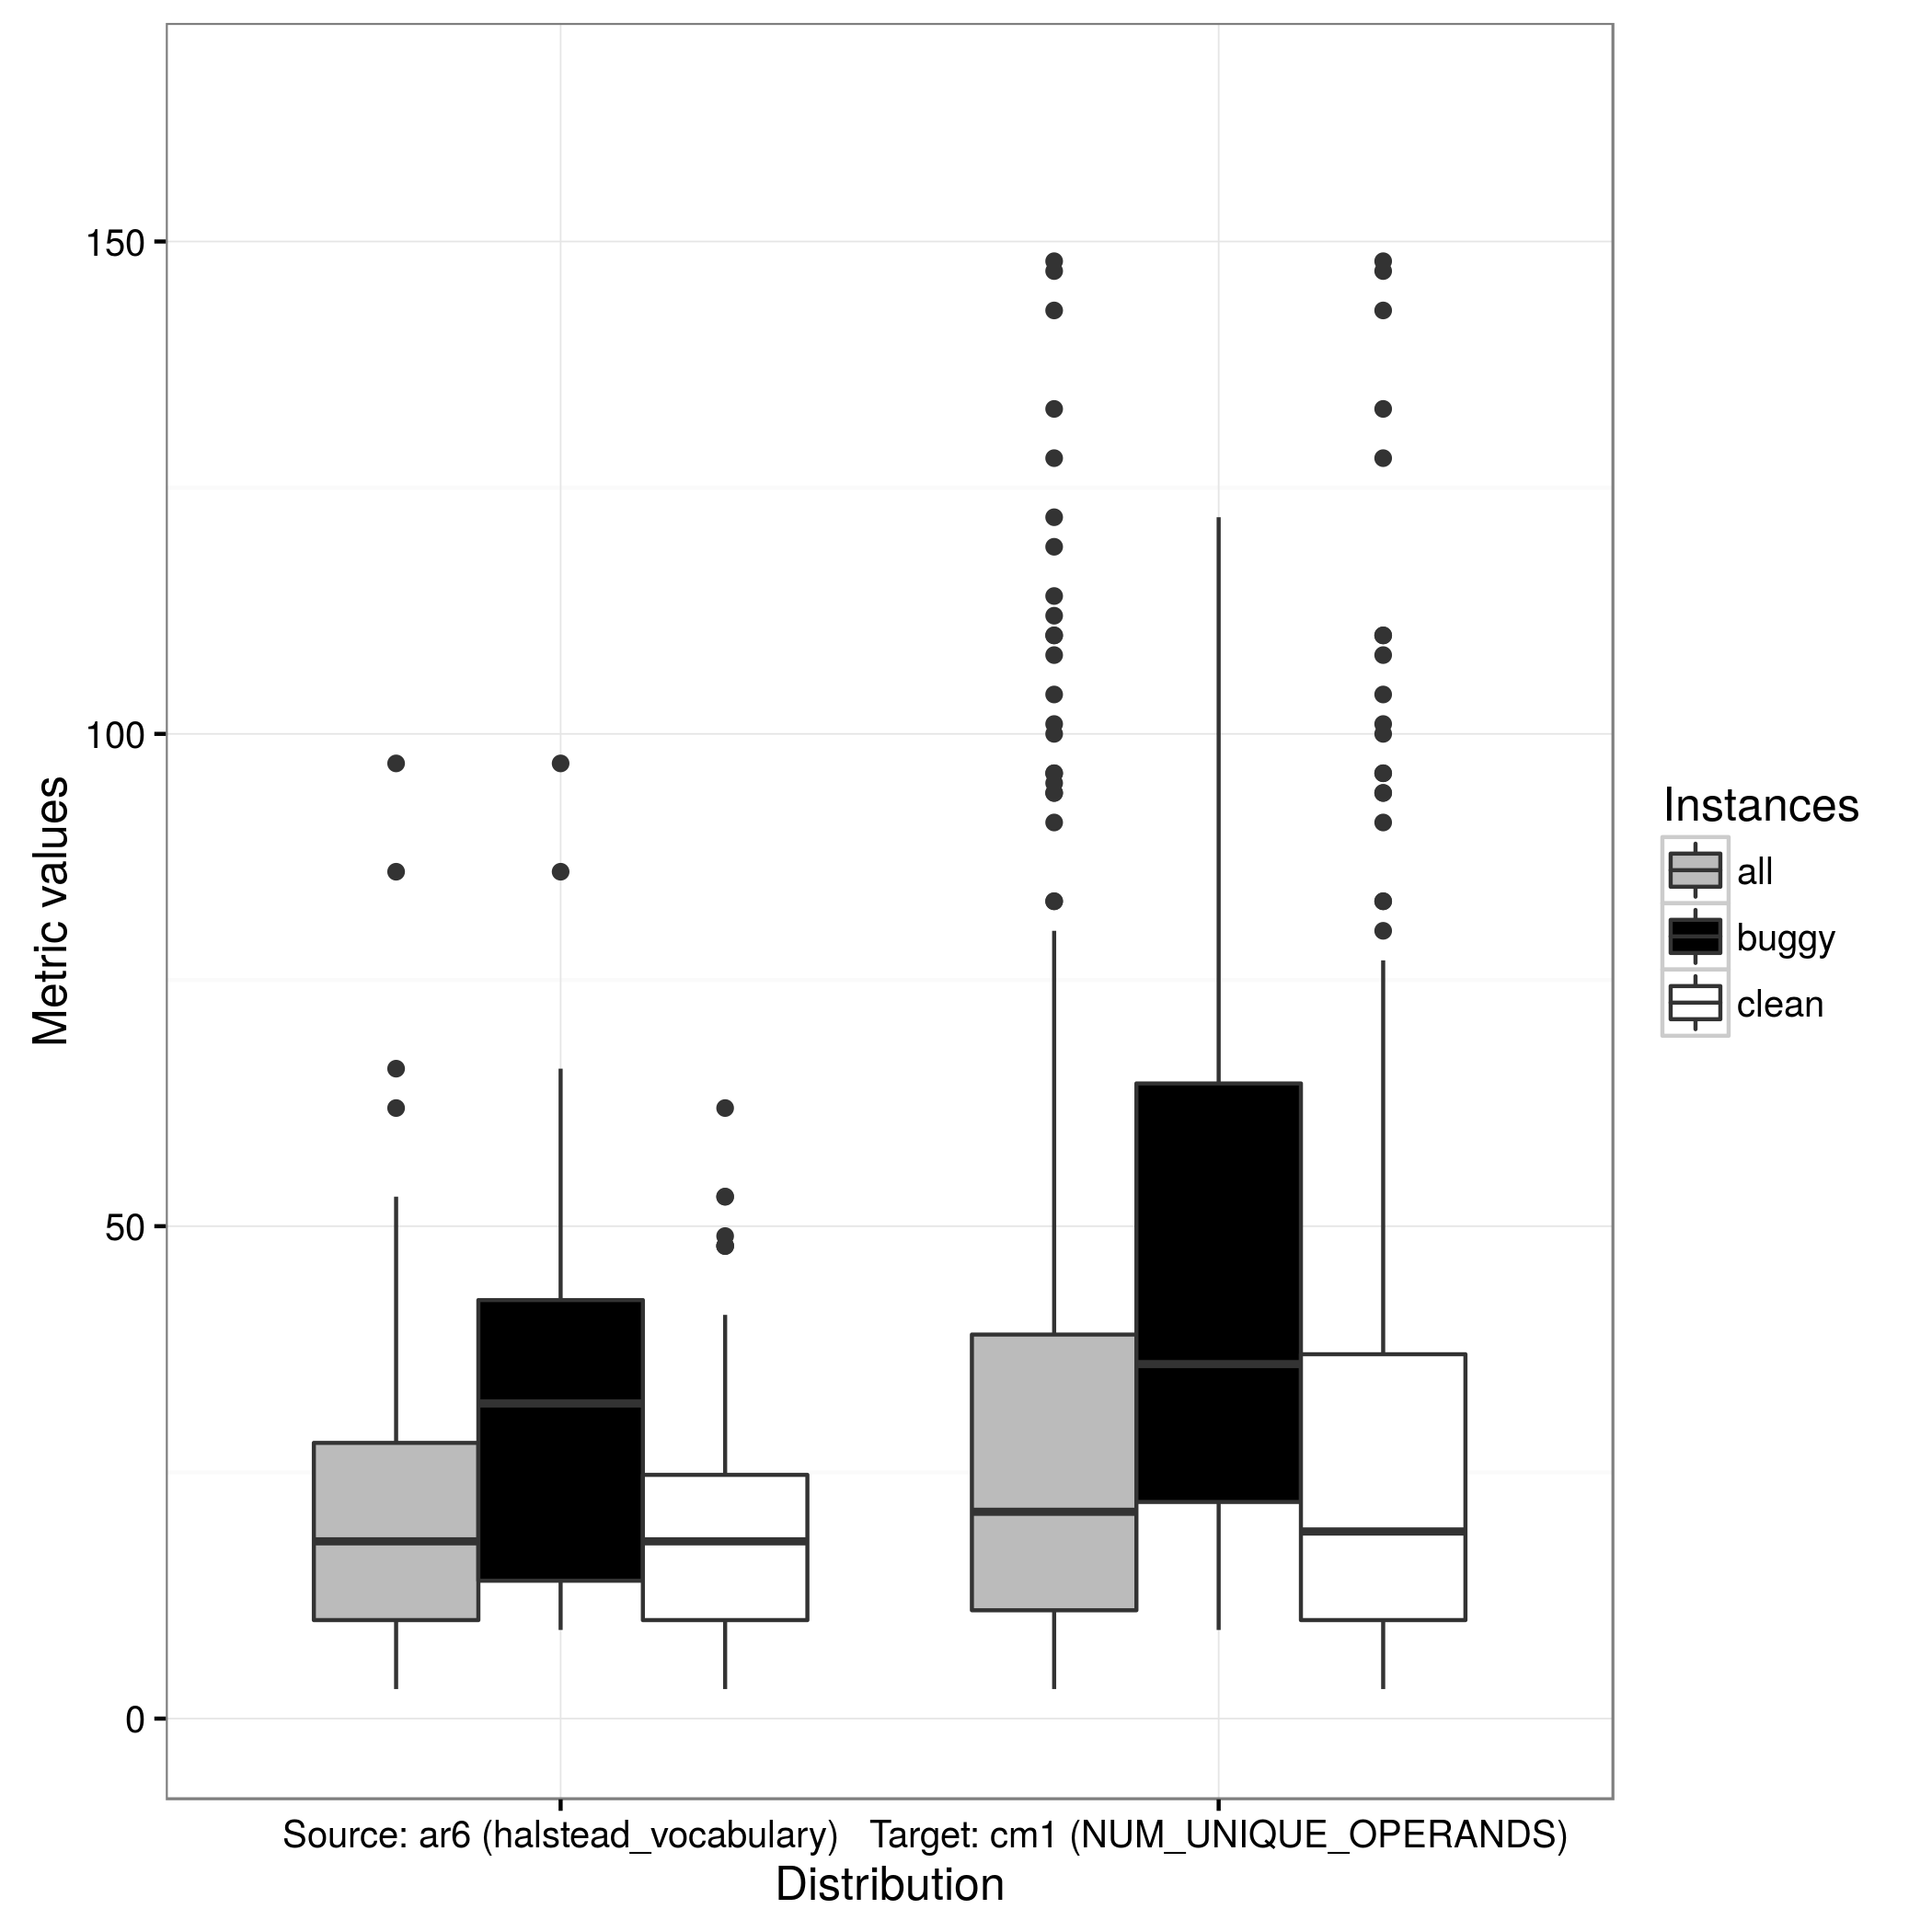 150
100
50
0
Metric values
Source: ar6 (halstead_vocabulary)
Target: cm1 (NUM_UNIQUE_OPERANDS)
Distribution
Instances
all
buggy
clean